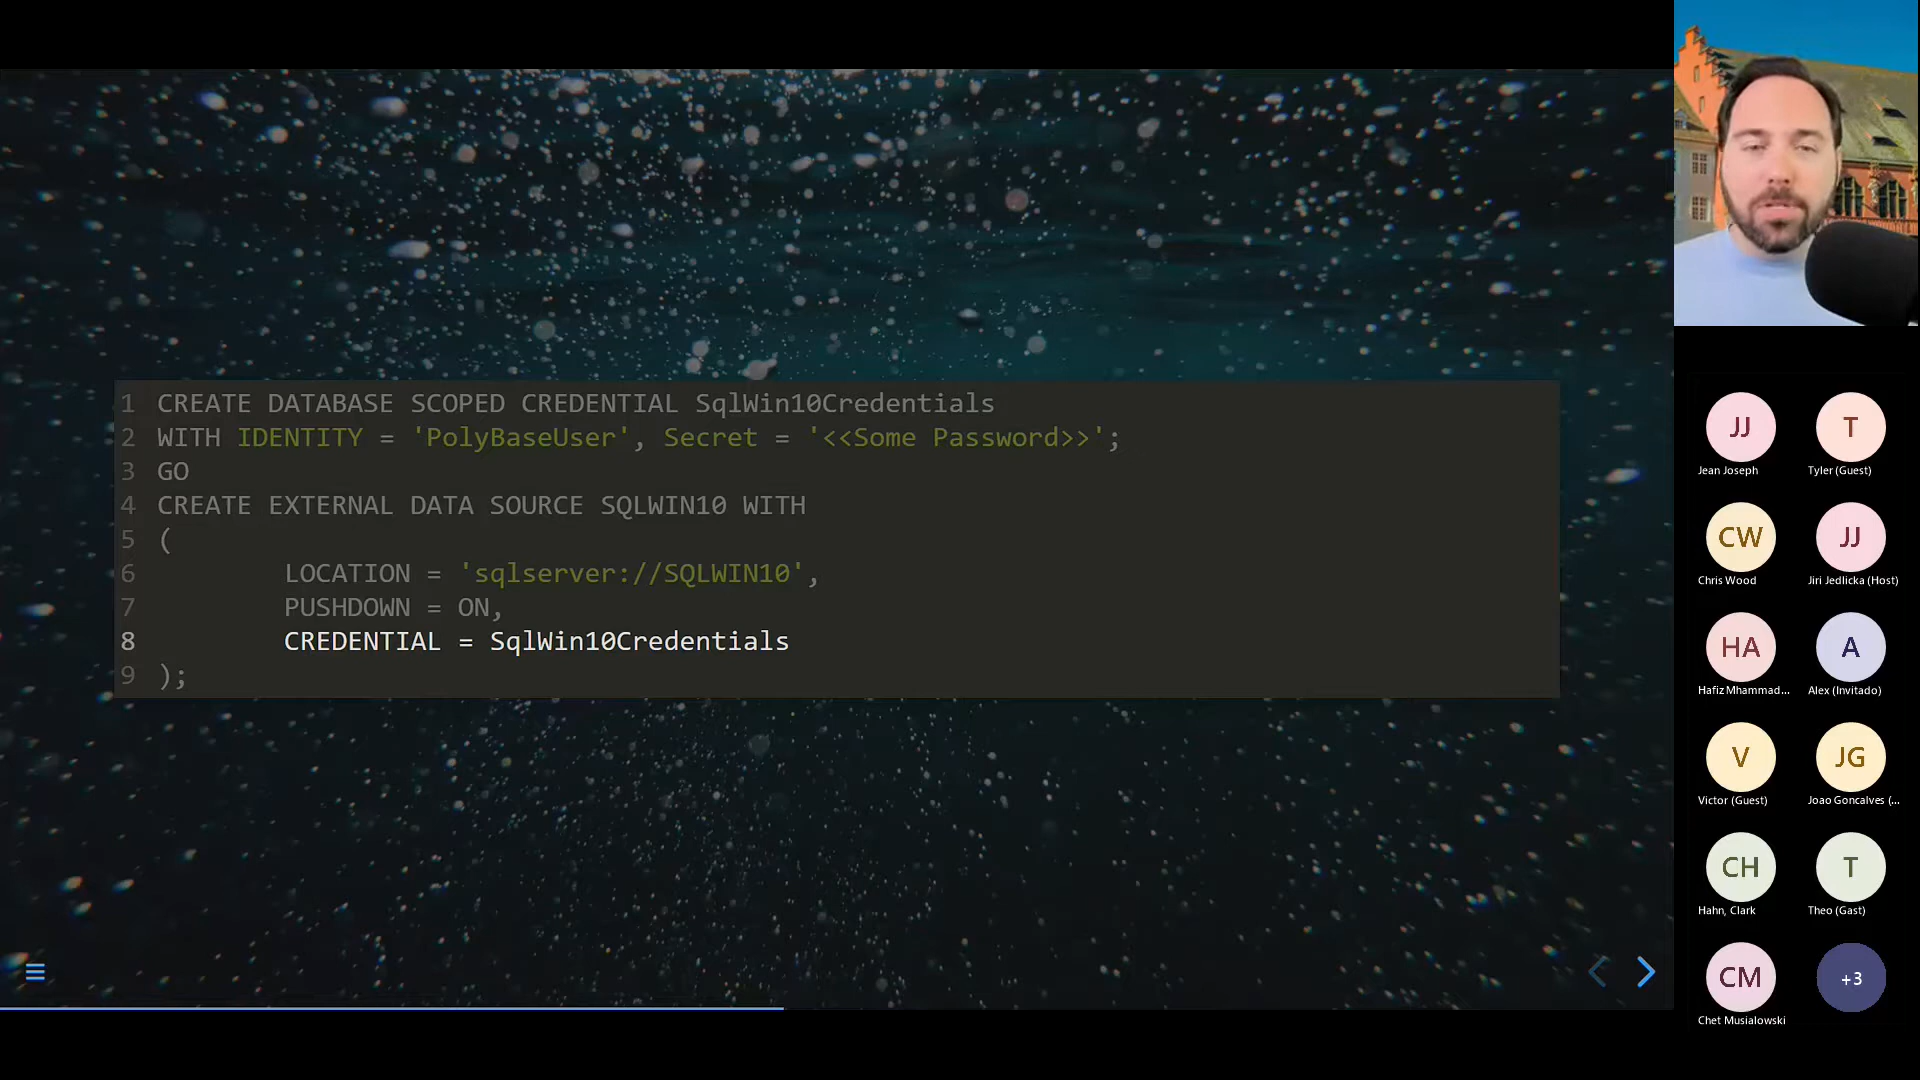 1 CREATE DATABASE SCOPED CREDENTIAL SqlWin10Credentials
2 WITH IDENTITY = 'PolyBaseUser', Secret = '<<Some Password>>';
3 GO
4 CREATE EXTERNAL DATA SOURCE SQLWIN10 WITH
5 (
6 LOCATION = 'sqlserver://SQLWIN10',
7 PUSHDOWN = ON,
8 CREDENTIAL = SqlWin10Credentials
9 );
JJ
T
Jean Joseph
Tyler (Guest)
CW
JJ
Chris Wood
Jiri Jedlicka (Host)
HA
A
Hafiz Mhammad...
Alex (Invitado)
V
JG
Victor (Guest)
Joao Goncalves (...
CH
T
Hahn, Clark
Theo (Gast)
CM
+3
Chet Musialowski